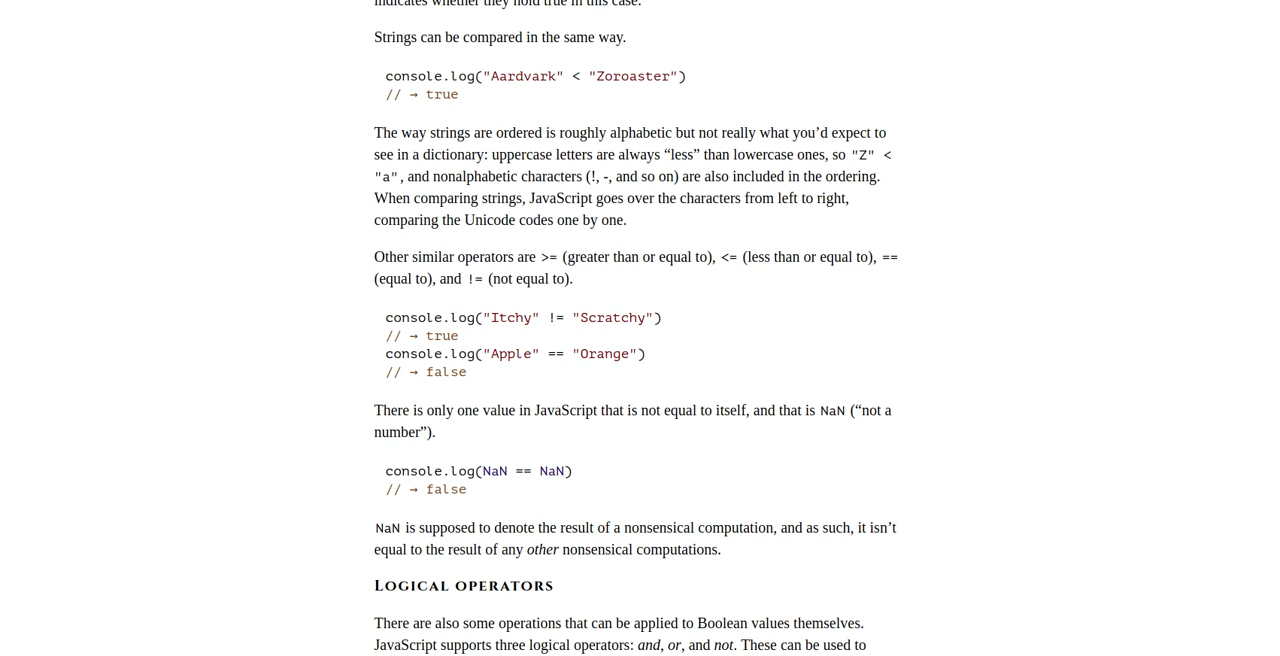 indicates whether they hold true in this case.
Strings can be compared in the same way.
console.log("Aardvark" < "Zoroaster")
// → true
The way strings are ordered is roughly alphabetic but not really what you’d expect to
see in a dictionary: uppercase letters are always “less” than lowercase ones, so "Z" <
"a", and nonalphabetic characters (!, -, and so on) are also included in the ordering.
When comparing strings, JavaScript goes over the characters from left to right,
comparing the Unicode codes one by one.
Other similar operators are >= (greater than or equal to), <= (less than or equal to), ==
(equal to), and != (not equal to).
console.log("Itchy" != "Scratchy")
// → true
console.log("Apple" == "Orange")
// → false
There is only one value in JavaScript that is not equal to itself, and that is NaN (“not a
number”).
console.log(NaN == NaN)
// → false
NaN is supposed to denote the result of a nonsensical computation, and as such, it isn’t
equal to the result of any other nonsensical computations.
Logical operators
There are also some operations that can be applied to Boolean values themselves.
JavaScript supports three logical operators: and, or, and not. These can be used to